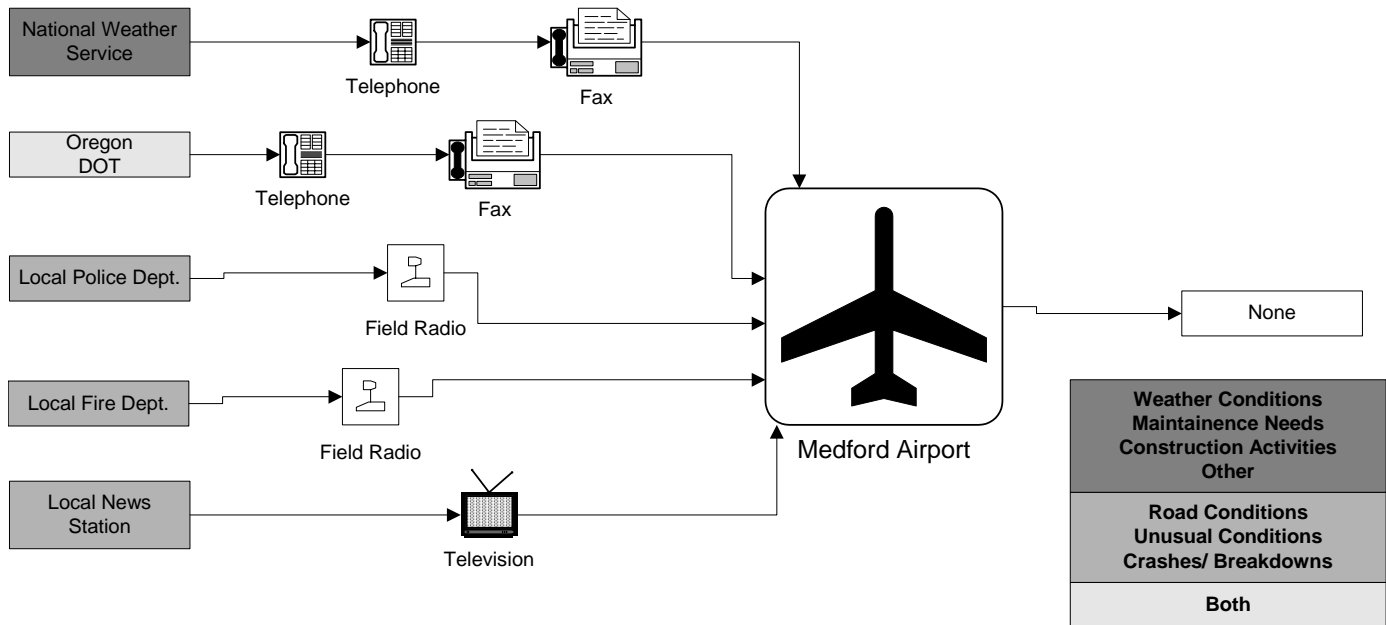 National Weather
Service
Telephone
Fax
Oregon
DOT
Telephone
Fax
Local Police Dept.
Field Radio
None
Local Fire Dept.
Field Radio
Medford Airport
Local News
Station
Television
Weather Conditions
Maintainence Needs
Construction Activities
Other
Road Conditions
Unusual Conditions
Crashes/ Breakdowns
Both